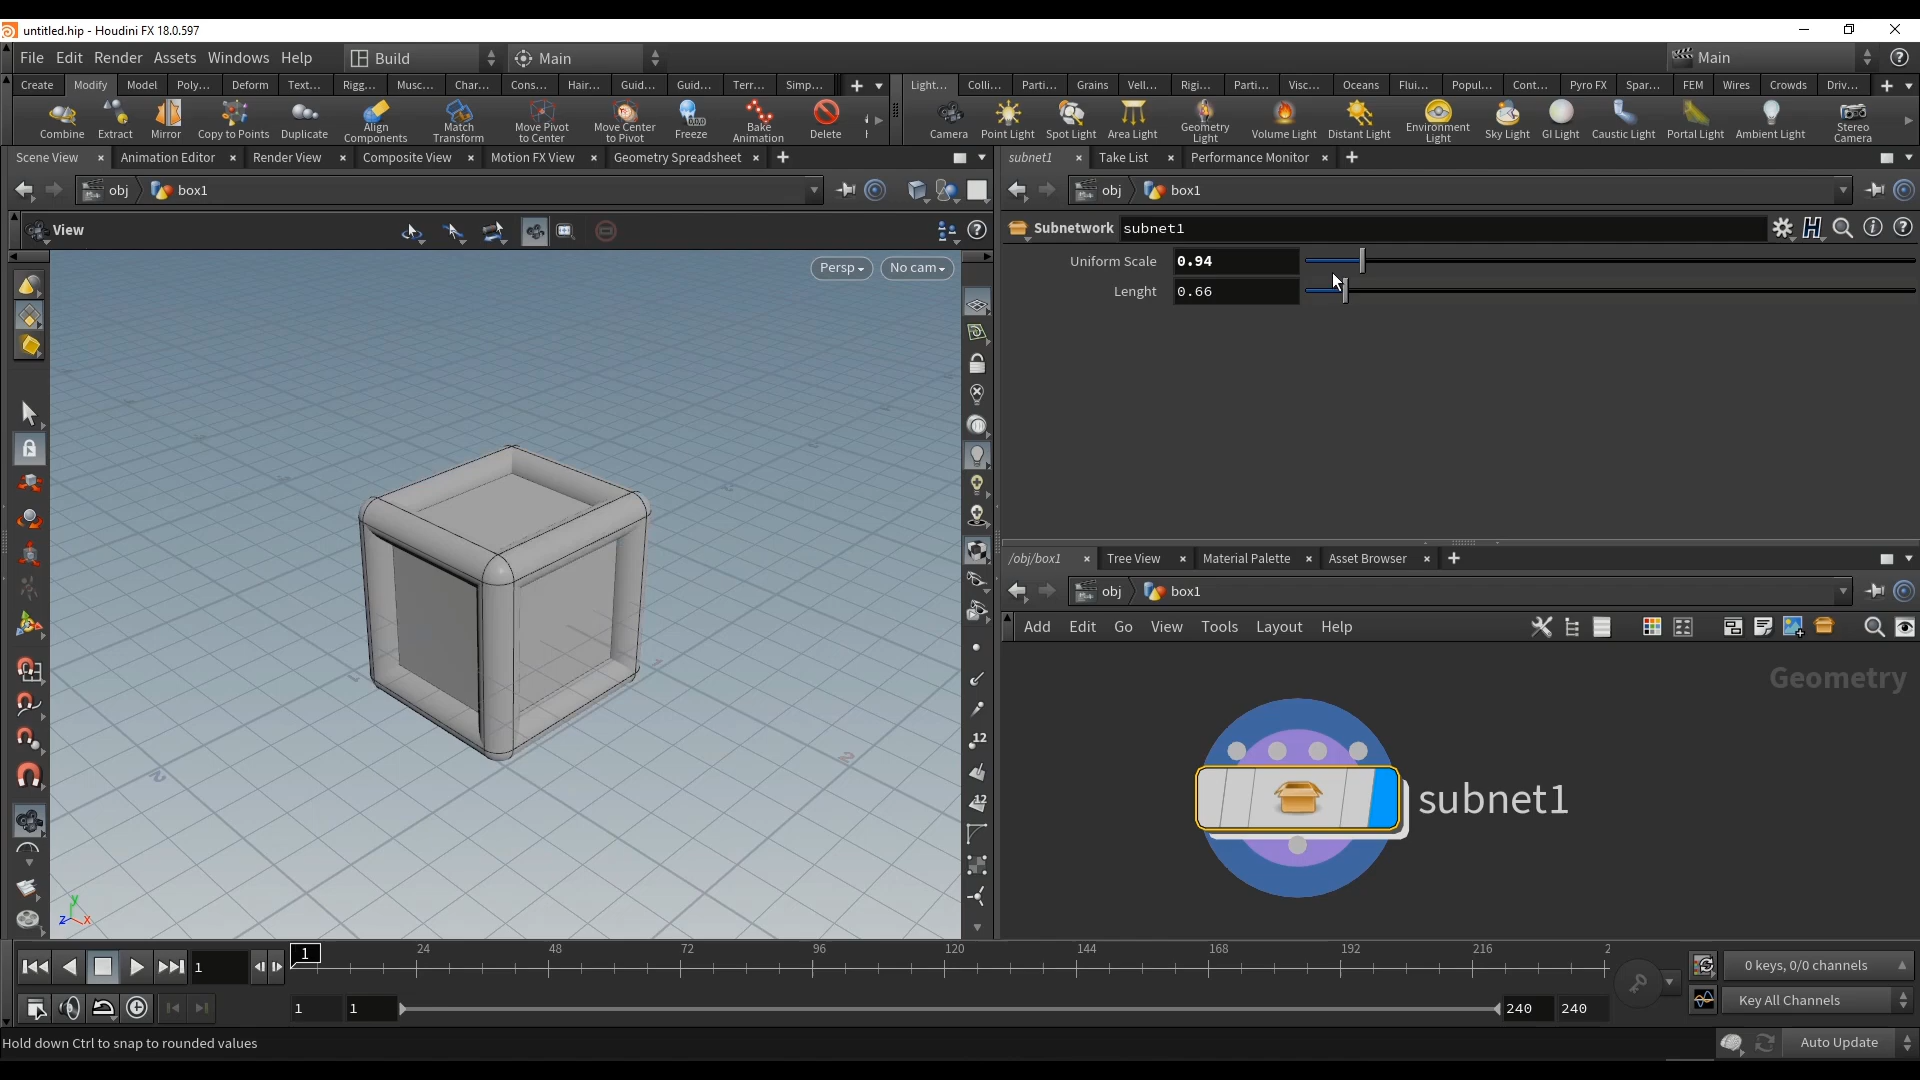 untitled.hip - Houdini FX 18.0.597
File Edit Render Assets Windows Help Build Main Main
Create Modify Model Poly... Deform Text... Rigg... Musc... Char... Cons... Hair... Guid... Guid... Terr... Simp... Light... Colli... Parti... Grains Vell... Rigi... Parti... Visc... Oceans Flui... Popul... Cont... Pyro FX Spar... FEM Wires Crowds Driv...
Combine Extract Mirror Copy to Points Duplicate Align Components Match Transform Move Pivot to Center Move Center to Pivot Freeze Bake Animation Delete Camera Point Light Spot Light Area Light Geometry Light Volume Light Distant Light Environment Light Sky Light GI Light Caustic Light Portal Light Ambient Light Stereo Camera
Scene View Animation Editor Render View Composite View Motion FX View Geometry Spreadsheet subnet1 Take List Performance Monitor
obj box1 obj box1
View
Persp No cam
Subnetwork subnet1
Uniform Scale 0.94
Lenght 0.66
/obj/box1 Tree View Material Palette Asset Browser
obj box1
Add Edit Go View Tools Layout Help
Geometry
subnet1
12
12
z y x
1 24 48 72 96 120 144 168 192 216 2
1
0 keys, 0/0 channels
1 1 240 240
Key All Channels
Hold down Ctrl to snap to rounded values
Auto Update